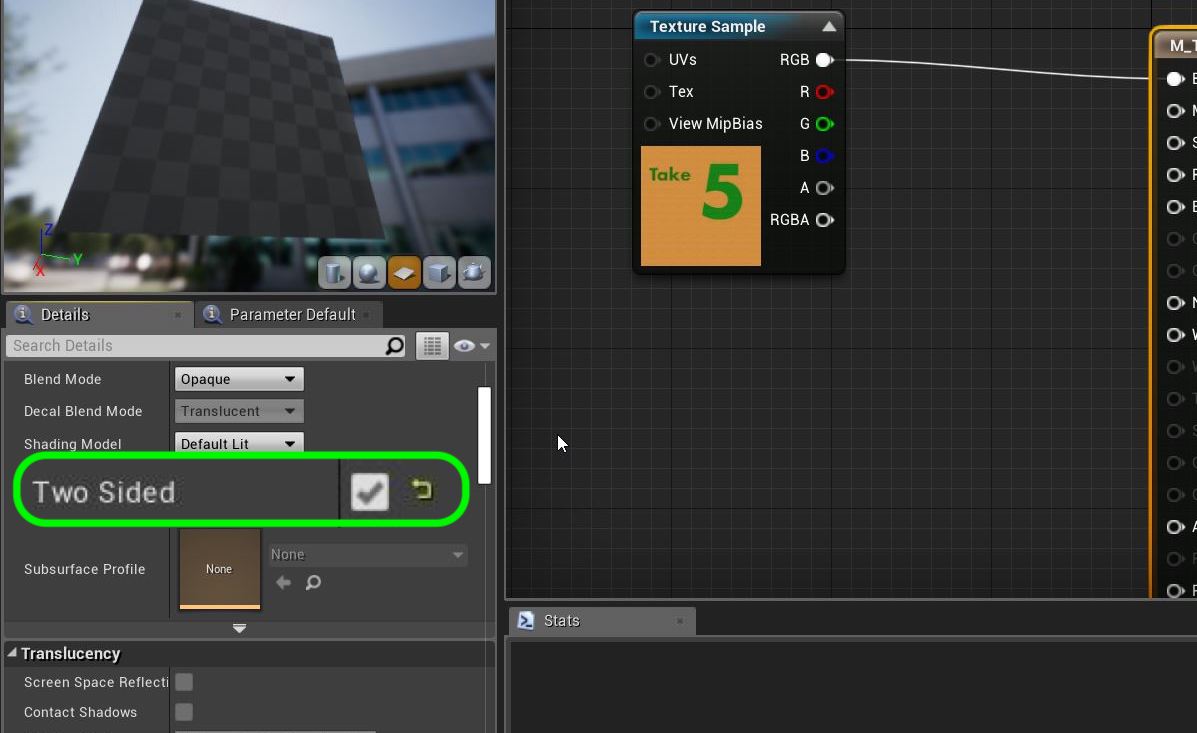 Texture Sample
M_T
UVs
RGB
Tex
R
View MipBias
G
B
A
RGBA
Take 5
Z
Y
X
Details
Parameter Default
Search Details
Blend Mode
Opaque
Decal Blend Mode
Translucent
Shading Model
Default Lit
Two Sided
Subsurface Profile
None
None
Translucency
Screen Space Reflecti
Contact Shadows
Stats